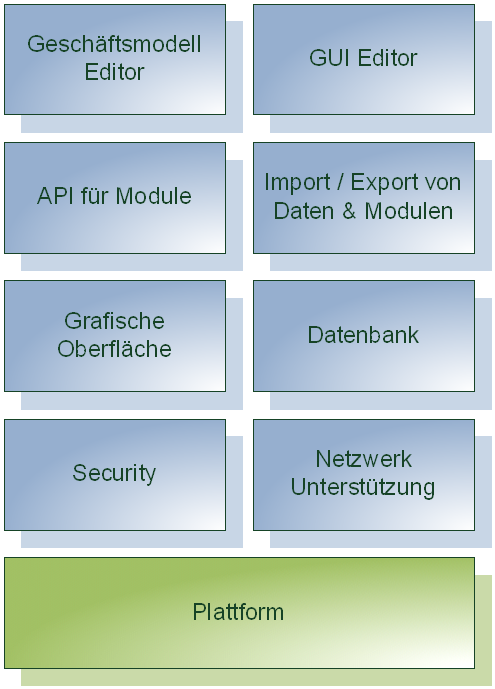 Geschäftsmodell
Editor
GUI Editor
API für Module
Import / Export von
Daten & Modulen
Grafische
Oberfläche
Datenbank
Security
Netzwerk
Unterstützung
Plattform